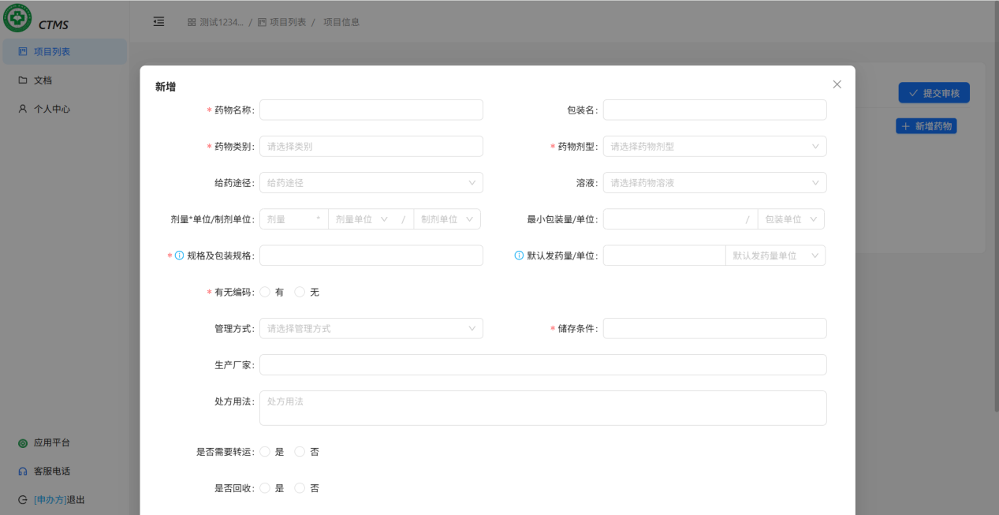 CTMS
测试1234... / 项目列表 / 项目信息
项目列表
文档
个人中心
应用平台
客服电话
[申办方]退出
提交审核
新增药物
新增
* 药物名称:
包装名:
* 药物类别: 请选择类别
* 药物剂型: 请选择药物剂型
给药途径: 给药途径
溶液: 请选择药物溶液
剂量*单位/制剂单位: 剂量 * 剂量单位 / 制剂单位
最小包装量/单位: / 包装单位
* 规格及包装规格:
默认发药量/单位: 默认发药量单位
* 有无编码: 有 无
管理方式: 请选择管理方式
* 储存条件:
生产厂家:
处方用法: 处方用法
是否需要转运: 是 否
是否回收: 是 否